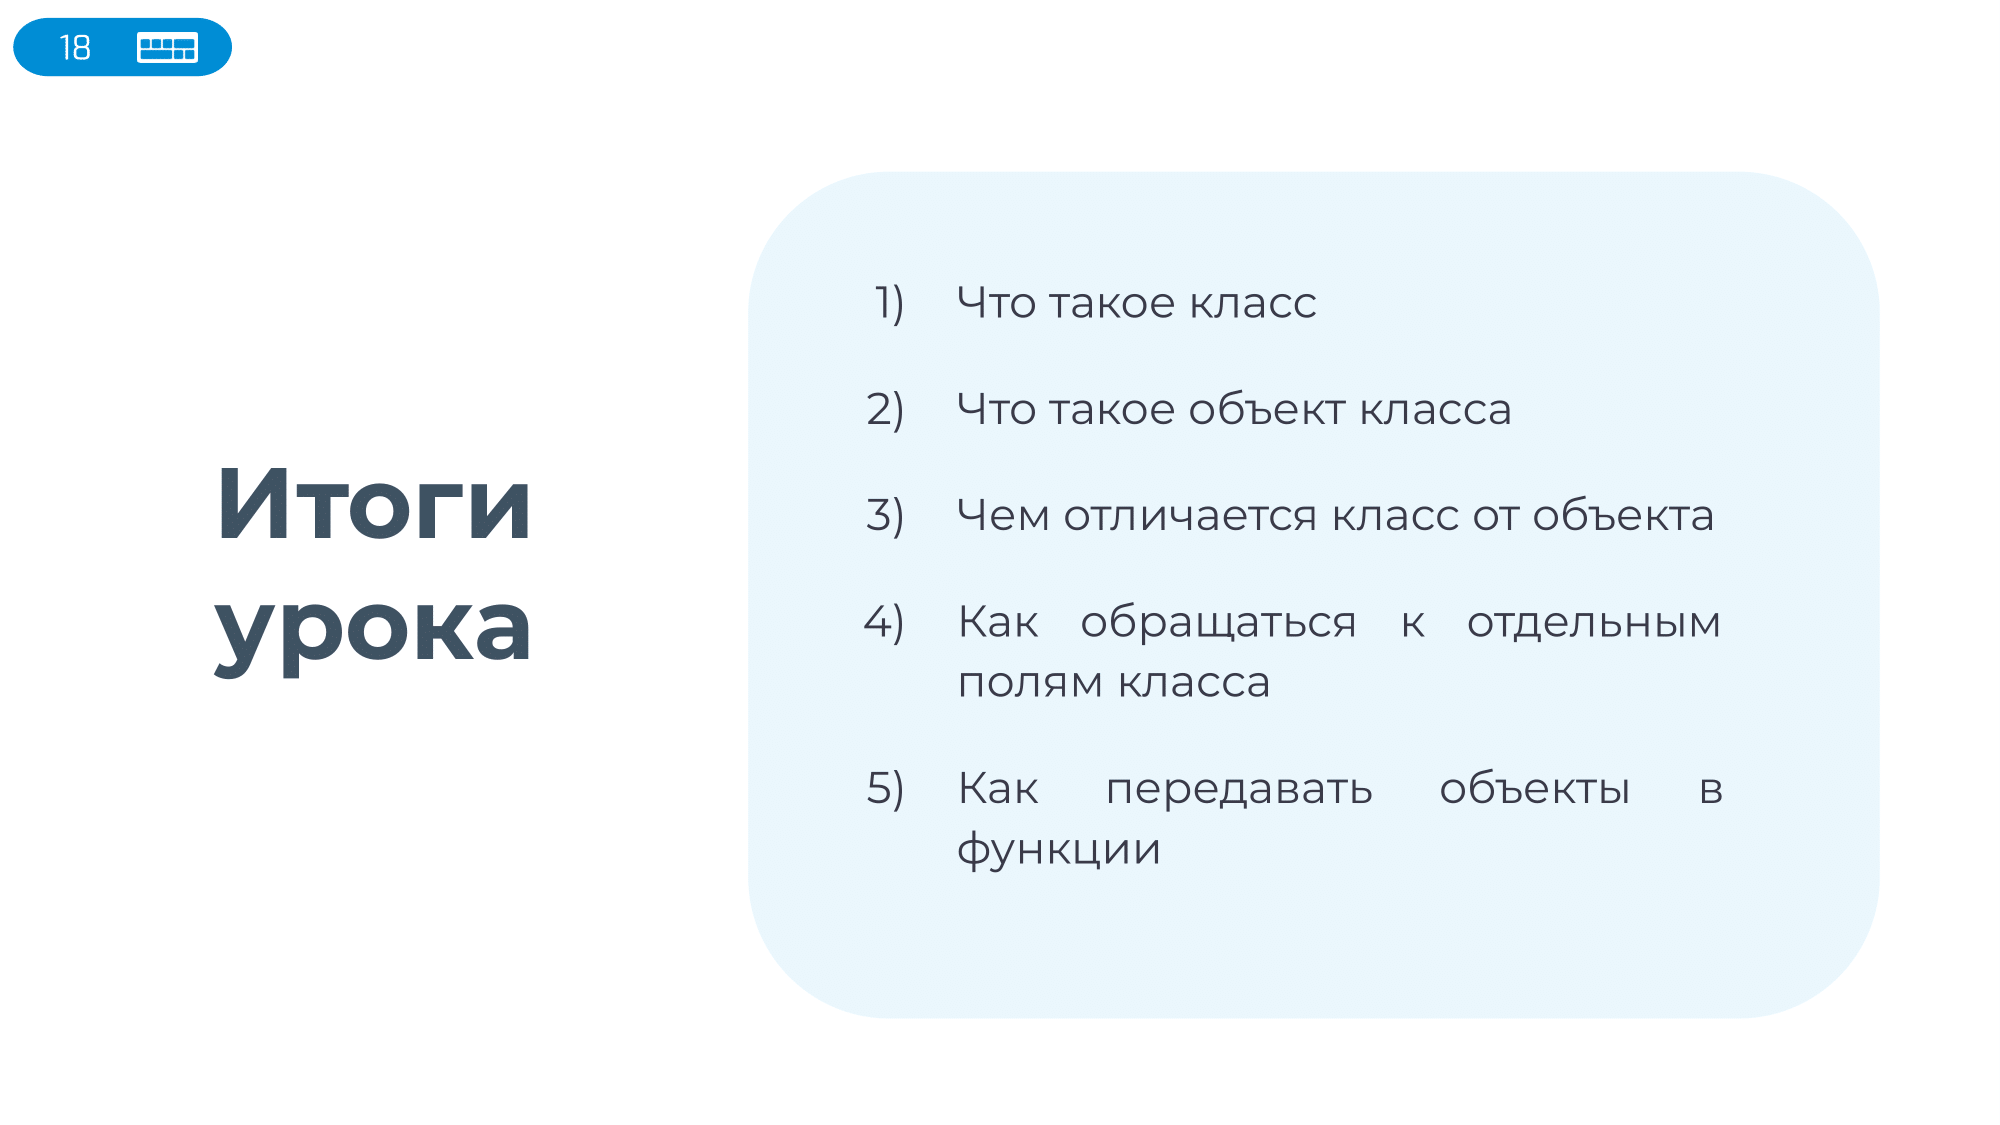 18
Итоги
урока
1) Что такое класс
2) Что такое объект класса
3) Чем отличается класс от объекта
4) Как обращаться к отдельным
полям класса
5) Как передавать объекты в
функции